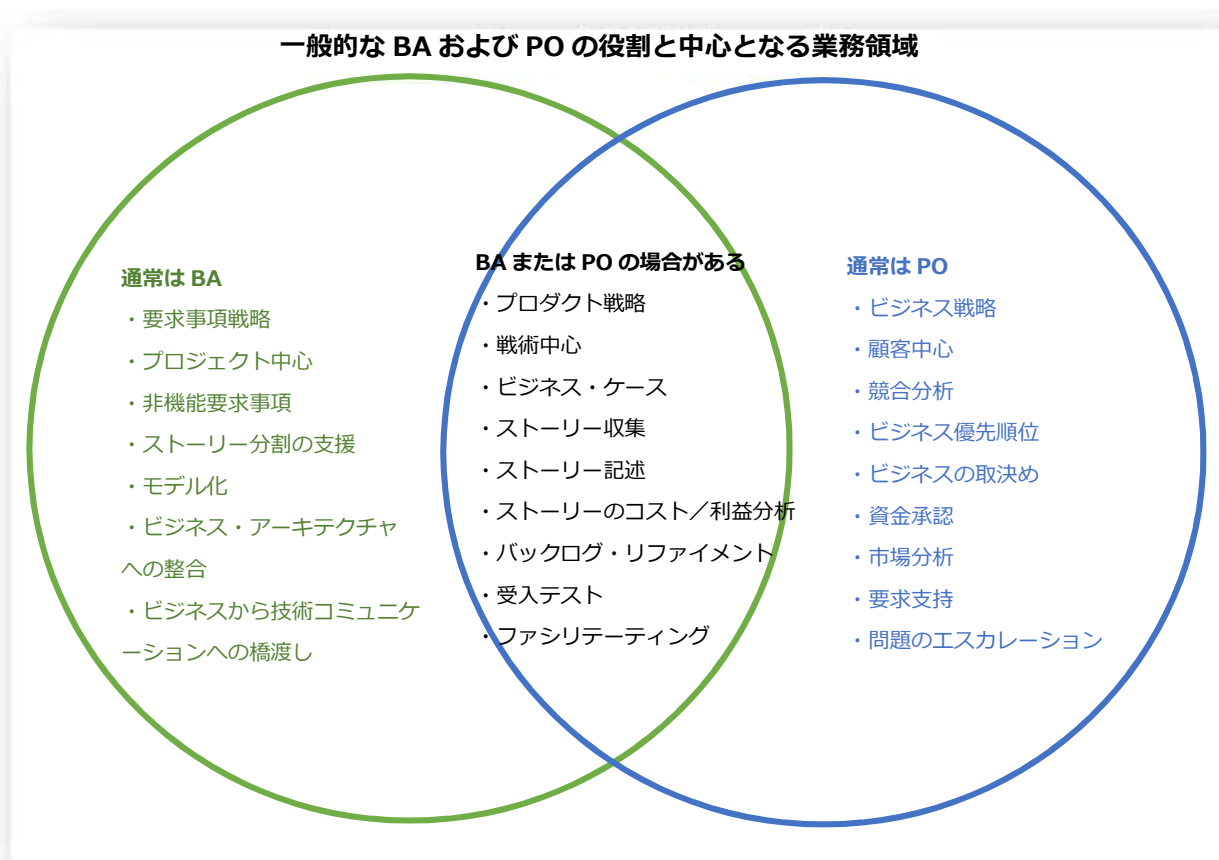 一般的な BA および PO の役割と中心となる業務領域
通常は BA
・要求事項戦略
・プロジェクト中心
・非機能要求事項
・ストーリー分割の支援
・モデル化
・ビジネス・アーキテクチャ
への整合
・ビジネスから技術コミュニケ
ーションへの橋渡し
BA または PO の場合がある
・プロダクト戦略
・戦術中心
・ビジネス・ケース
・ストーリー収集
・ストーリー記述
・ストーリーのコスト／利益分析
・バックログ・リファイメント
・受入テスト
・ファシリテーティング
通常は PO
・ビジネス戦略
・顧客中心
・競合分析
・ビジネス優先順位
・ビジネスの取決め
・資金承認
・市場分析
・要求支持
・問題のエスカレーション